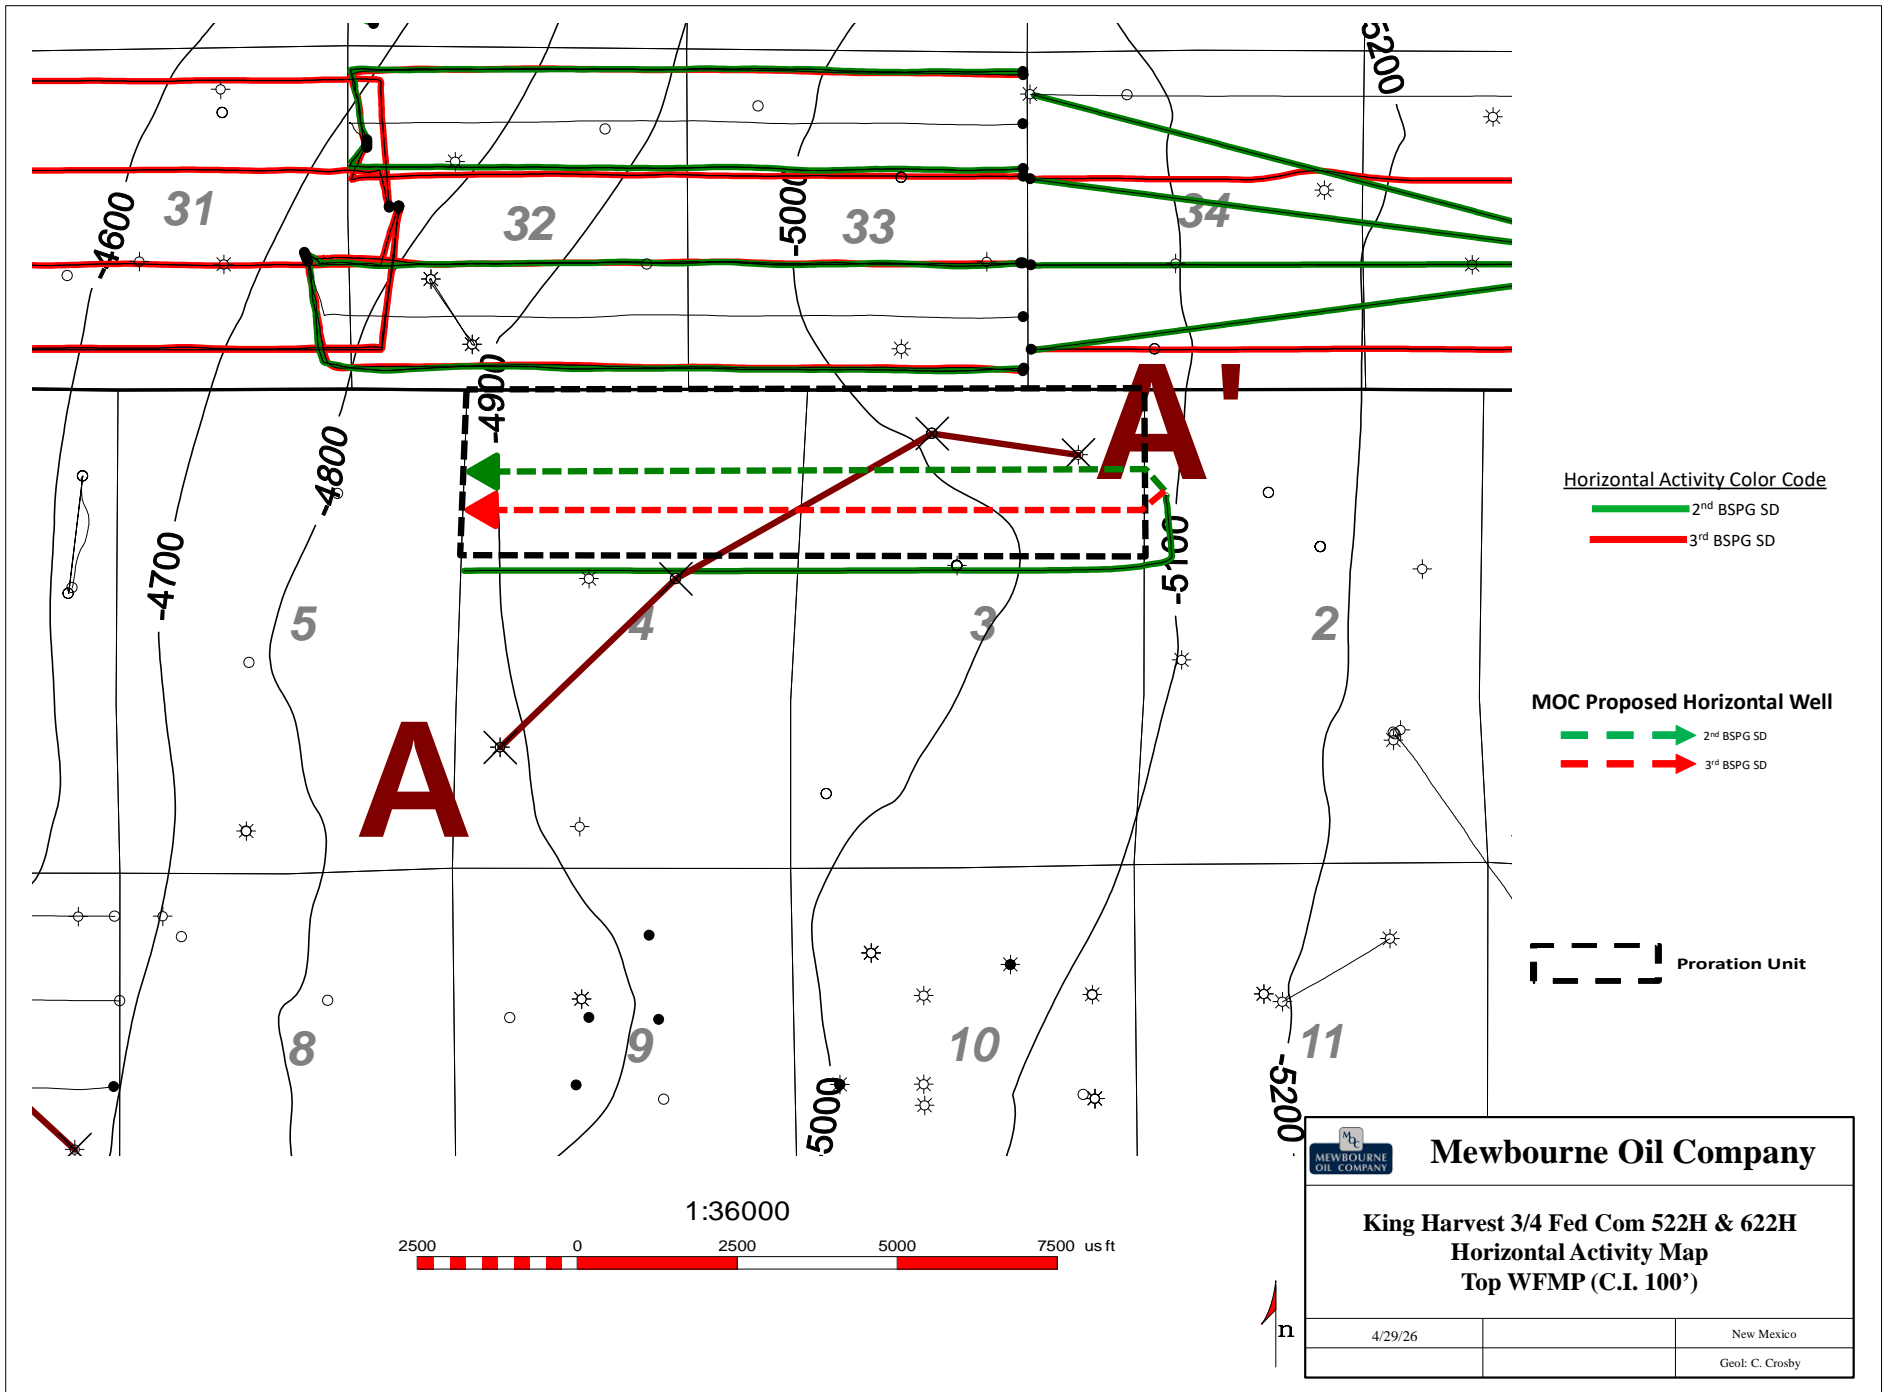 -5200
-4600
31
32
-5000
33
34
-4900
A'
-4800
-4700
-5100
5
4
3
2
A
8
9
10
11
-5000
-5200
Horizontal Activity Color Code
2nd BSPG SD
3rd BSPG SD
MOC Proposed Horizontal Well
2nd BSPG SD
3rd BSPG SD
Proration Unit
1:36000
2500 0 2500 5000 7500 us ft
n
MOC
MEWBOURNE
OIL COMPANY
Mewbourne Oil Company
King Harvest 3/4 Fed Com 522H & 622H
Horizontal Activity Map
Top WFMP (C.I. 100’)
4/29/26
New Mexico
Geol: C. Crosby